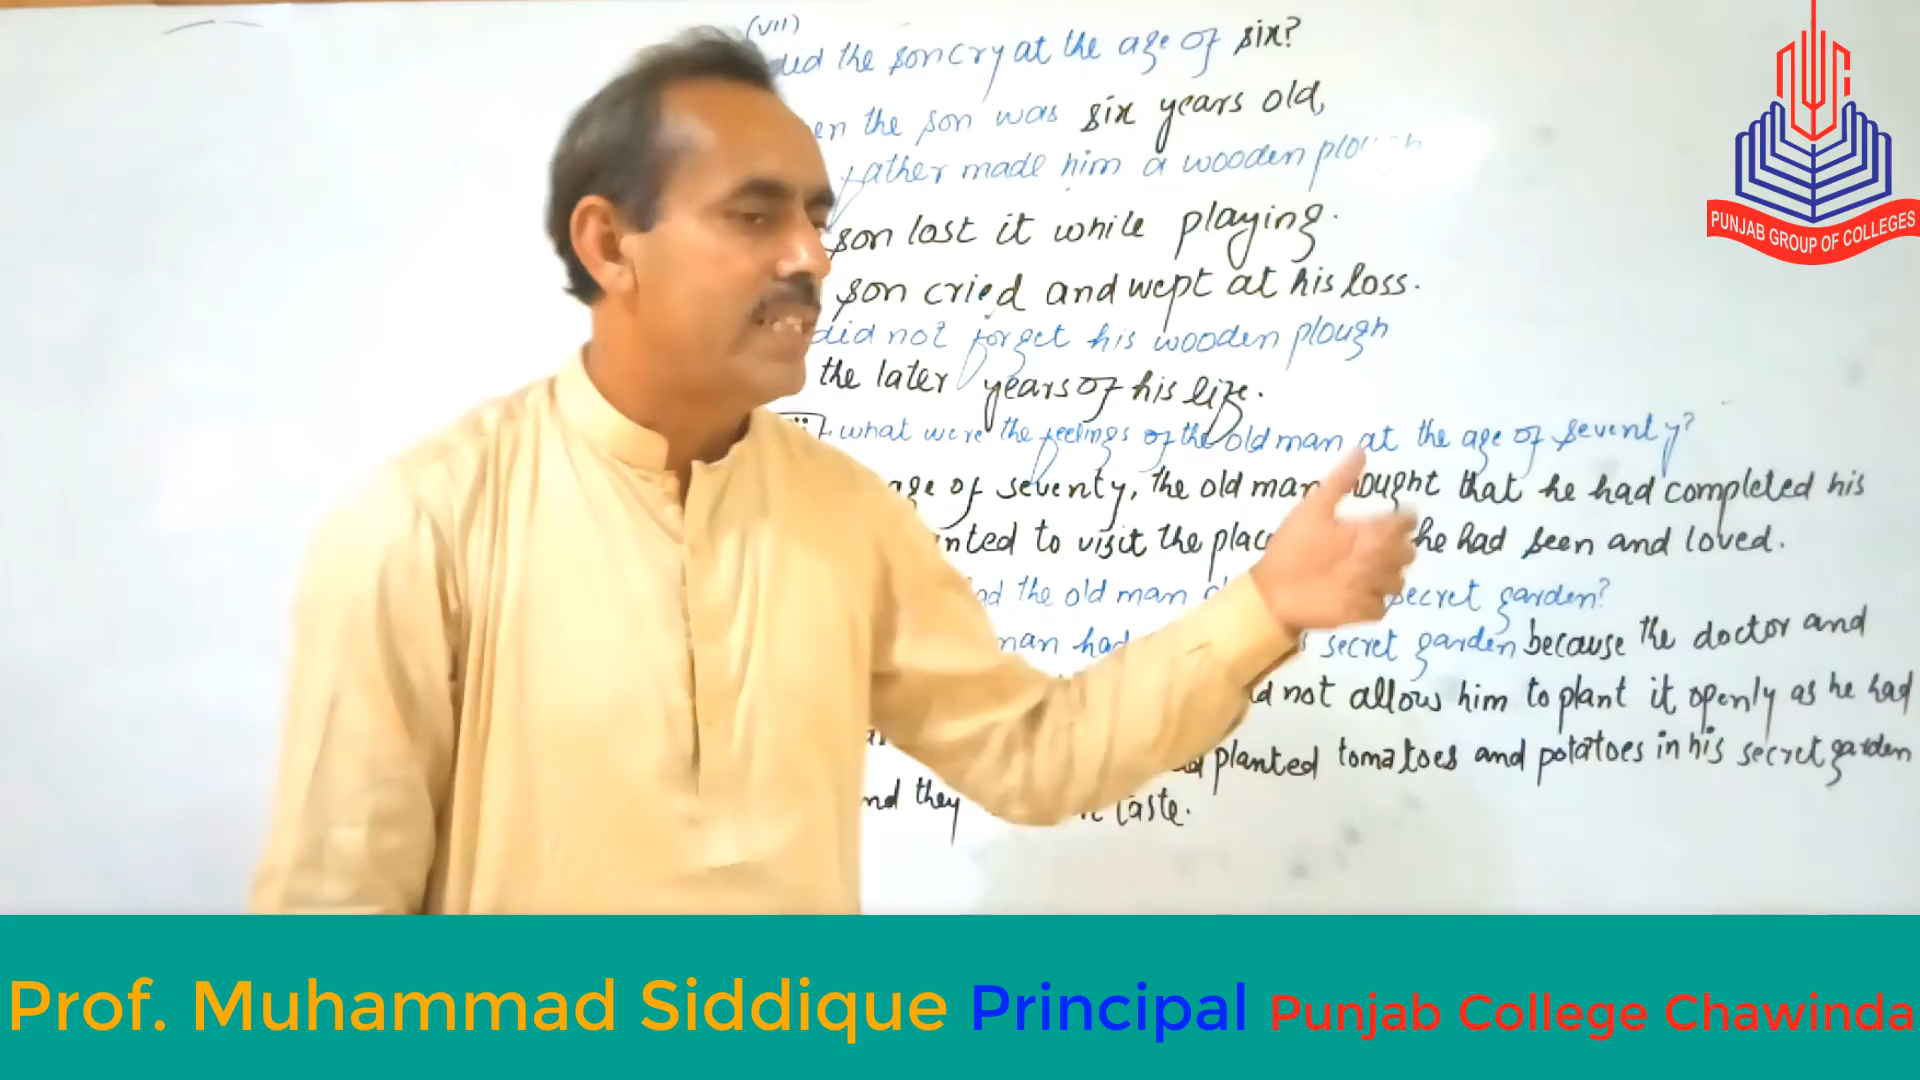 (vii)
did the son cry at the age of six?
the son was six years old,
father made him a wooden
son lost it while playing.
son cried and wept at his loss.
did not forget his wooden plough
the later years of his life.
what were the feelings of the old man at the age of seventy?
age of seventy, the old man that he had completed his
to visit the he had seen and loved.
the old man secret garden?
man had secret garden because the doctor and
not allow him to plant it openly as he had
planted tomatoes and potatoes in his secret garden
they taste.
PUNJAB GROUP OF COLLEGES
Prof. Muhammad Siddique Principal Punjab College Chawinda